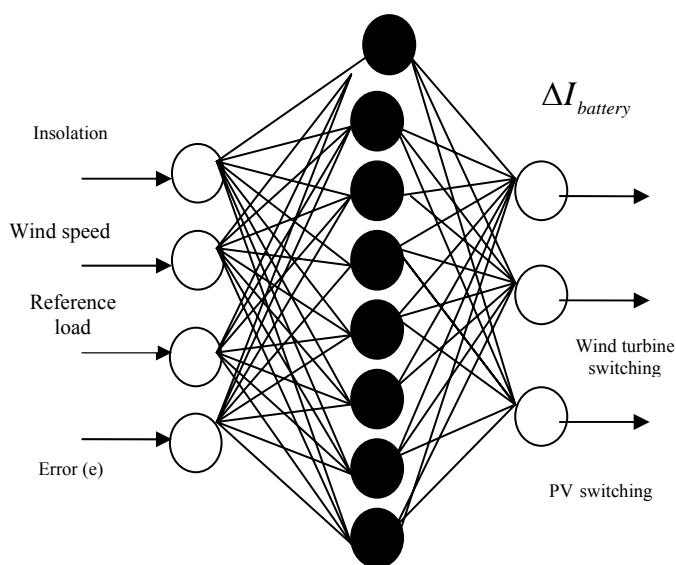 Insolation
Wind speed
Reference
load
Error (e)
ΔI_battery
Wind turbine
switching
PV switching